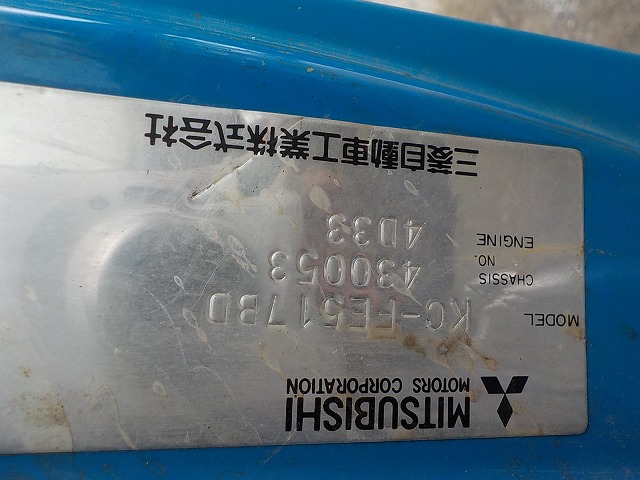 MITSUBISHI
MOTORS CORPORATION
MODEL KC-FE517BD
CHASSIS NO. 430053
ENGINE 4D33
三菱自動車工業株式会社